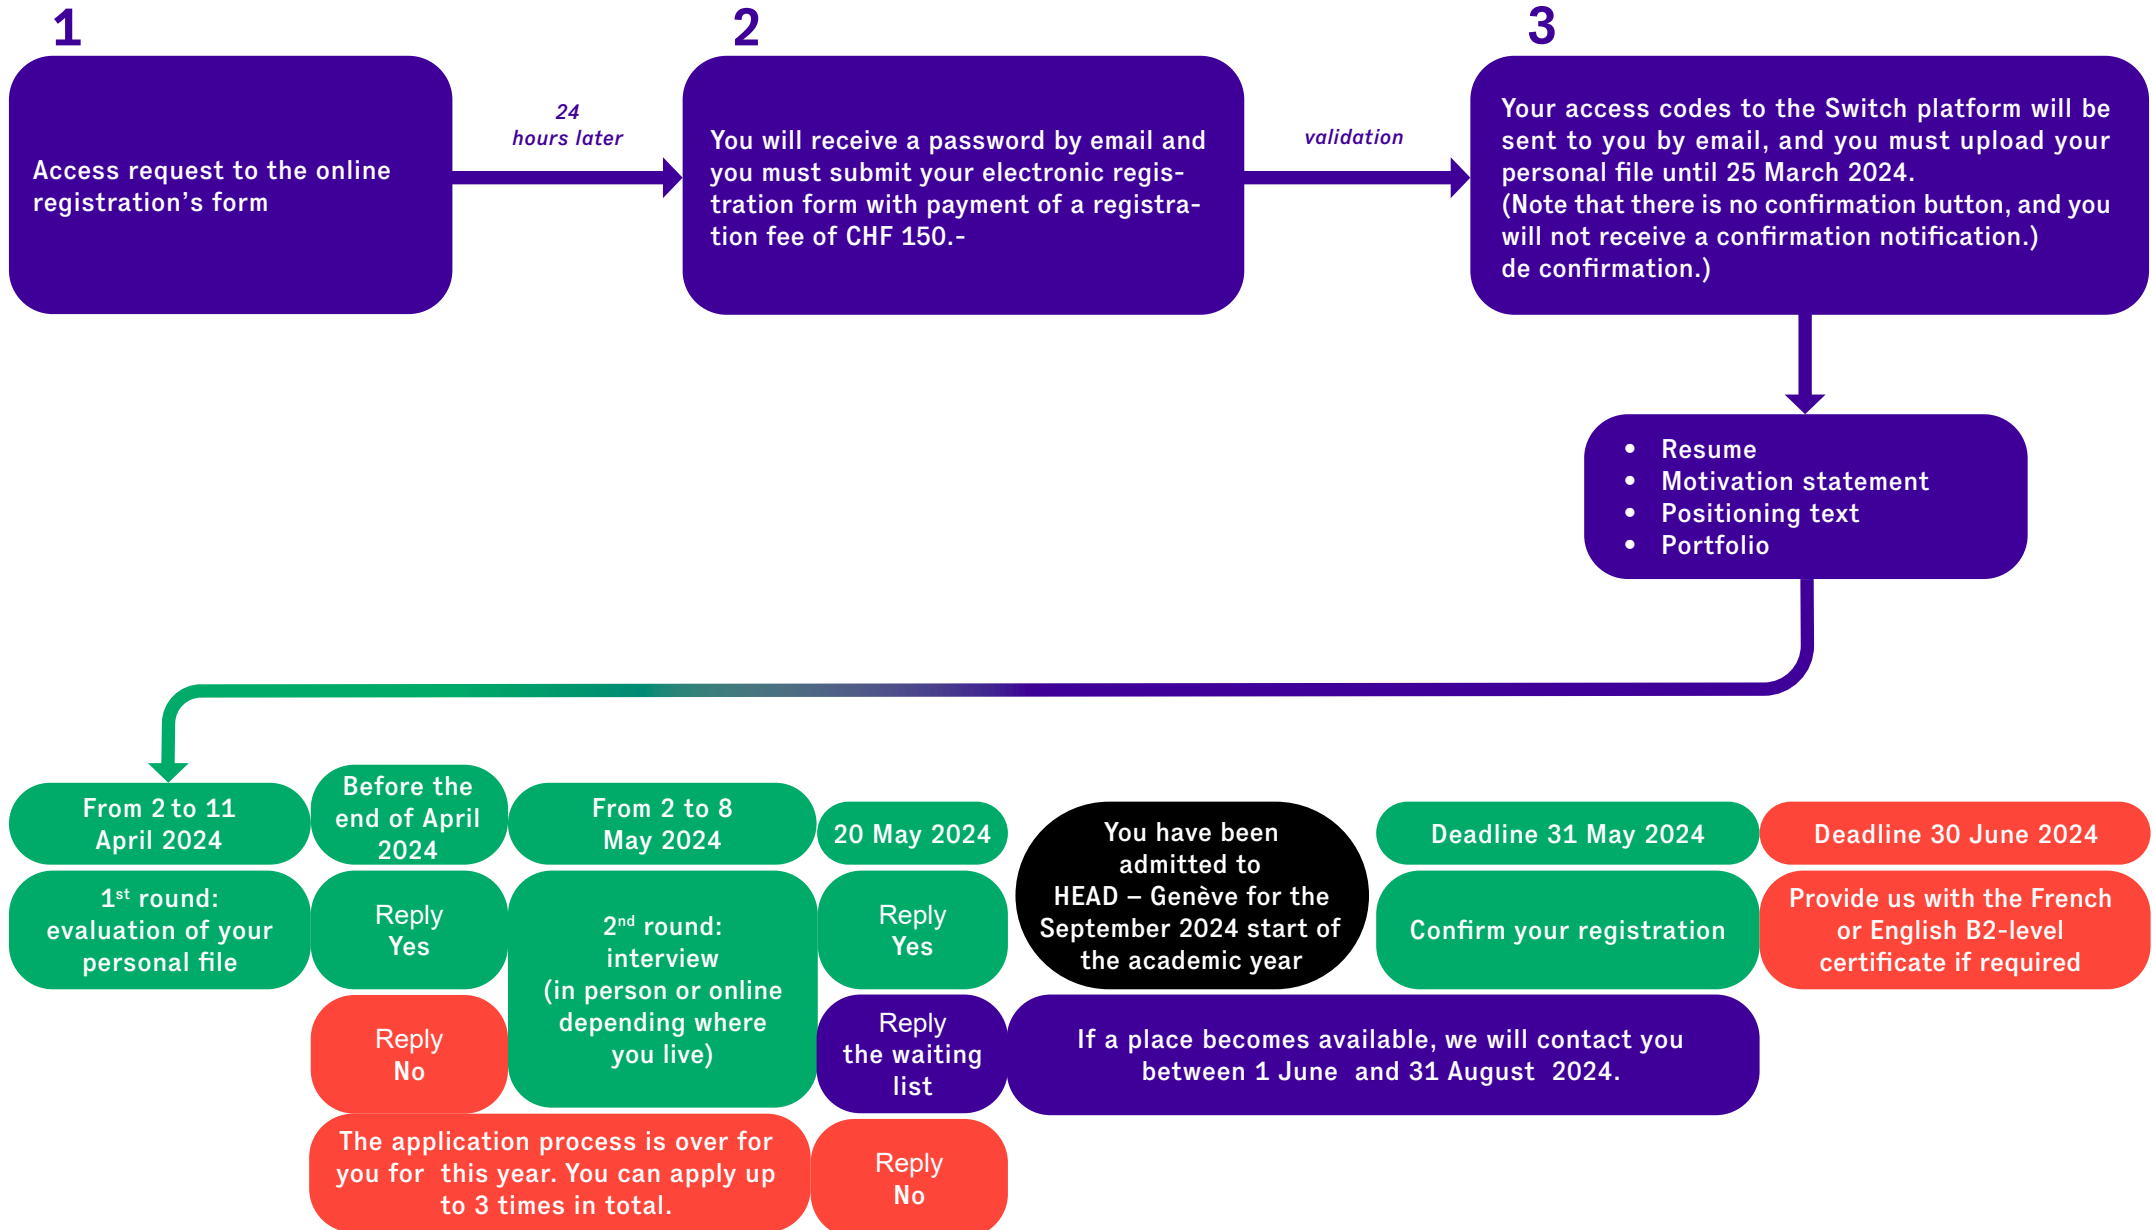 1
Access request to the online
registration’s form
24
hours later
2
You will receive a password by email and
you must submit your electronic regis-
tration form with payment of a registra-
tion fee of CHF 150.-
validation
3
Your access codes to the Switch platform will be
sent to you by email, and you must upload your
personal file until 25 March 2024.
(Note that there is no confirmation button, and you
will not receive a confirmation notification.)
de confirmation.)
• Resume
• Motivation statement
• Positioning text
• Portfolio
From 2 to 11
April 2024
1st round:
evaluation of your
personal file
Before the
end of April
2024
Reply
Yes
Reply
No
The application process is over for
you for this year. You can apply up
to 3 times in total.
From 2 to 8
May 2024
2nd round:
interview
(in person or online
depending where
you live)
20 May 2024
Reply
Yes
Reply
the waiting
list
Reply
No
You have been
admitted to
HEAD – Genève for the
September 2024 start of
the academic year
If a place becomes available, we will contact you
between 1 June and 31 August 2024.
Deadline 31 May 2024
Confirm your registration
Deadline 30 June 2024
Provide us with the French
or English B2-level
certificate if required